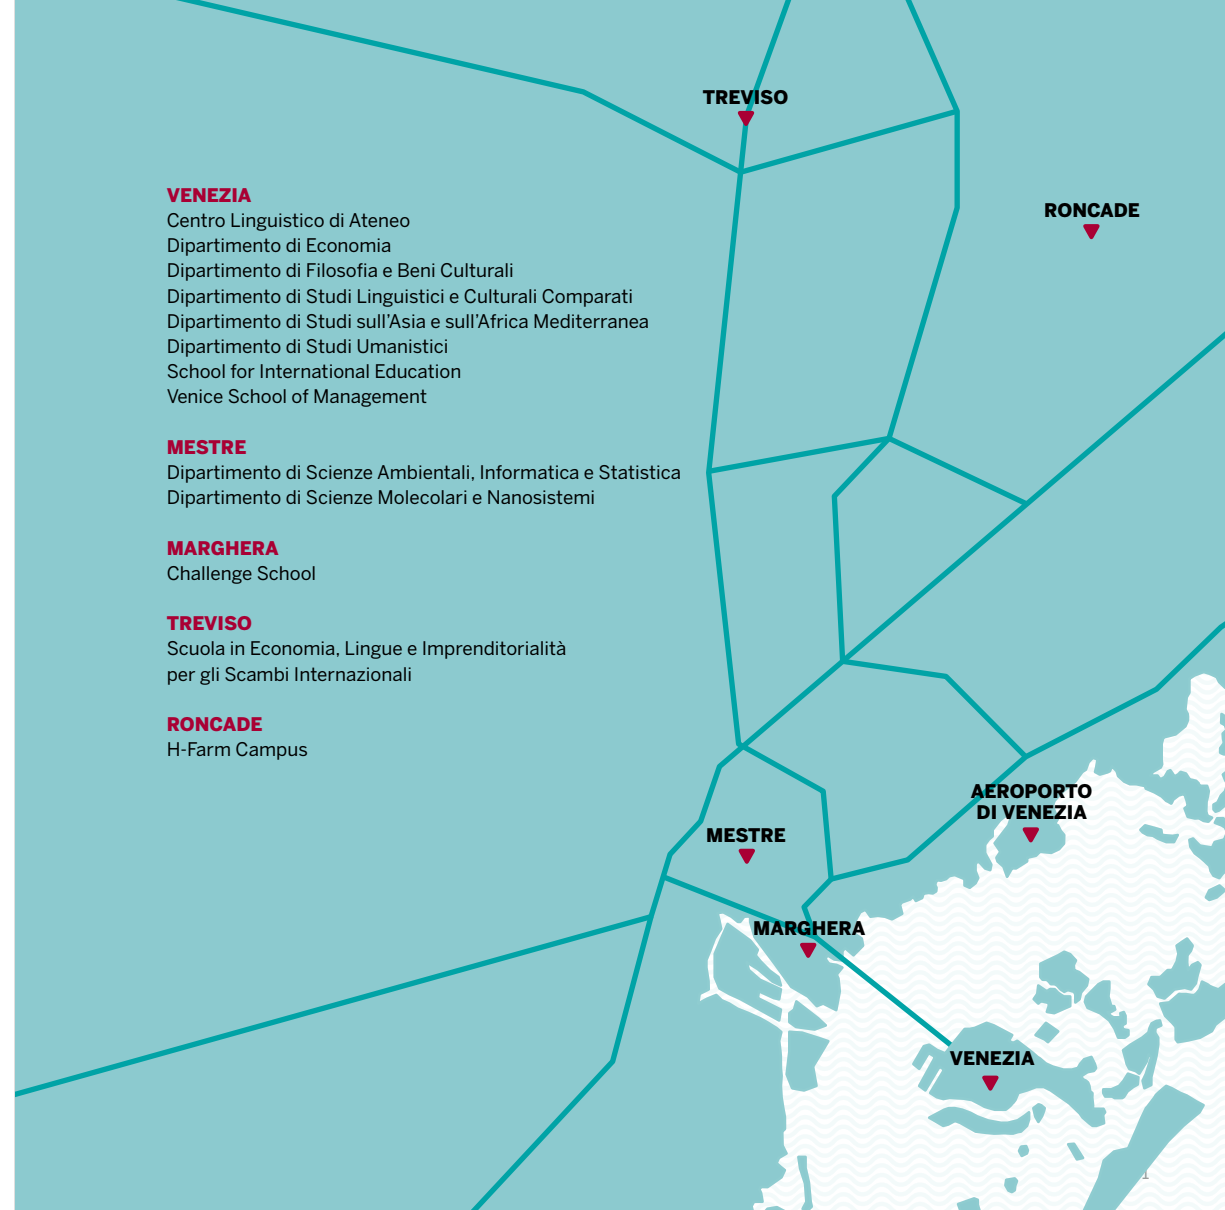 TREVISO
RONCADE
VENEZIA
Centro Linguistico di Ateneo
Dipartimento di Economia
Dipartimento di Filosofia e Beni Culturali
Dipartimento di Studi Linguistici e Culturali Comparati
Dipartimento di Studi sull’Asia e sull’Africa Mediterranea
Dipartimento di Studi Umanistici
School for International Education
Venice School of Management
MESTRE
Dipartimento di Scienze Ambientali, Informatica e Statistica
Dipartimento di Scienze Molecolari e Nanosistemi
MARGHERA
Challenge School
TREVISO
Scuola in Economia, Lingue e Imprenditorialità
per gli Scambi Internazionali
RONCADE
H-Farm Campus
AEROPORTO
DI VENEZIA
MESTRE
MARGHERA
VENEZIA
1